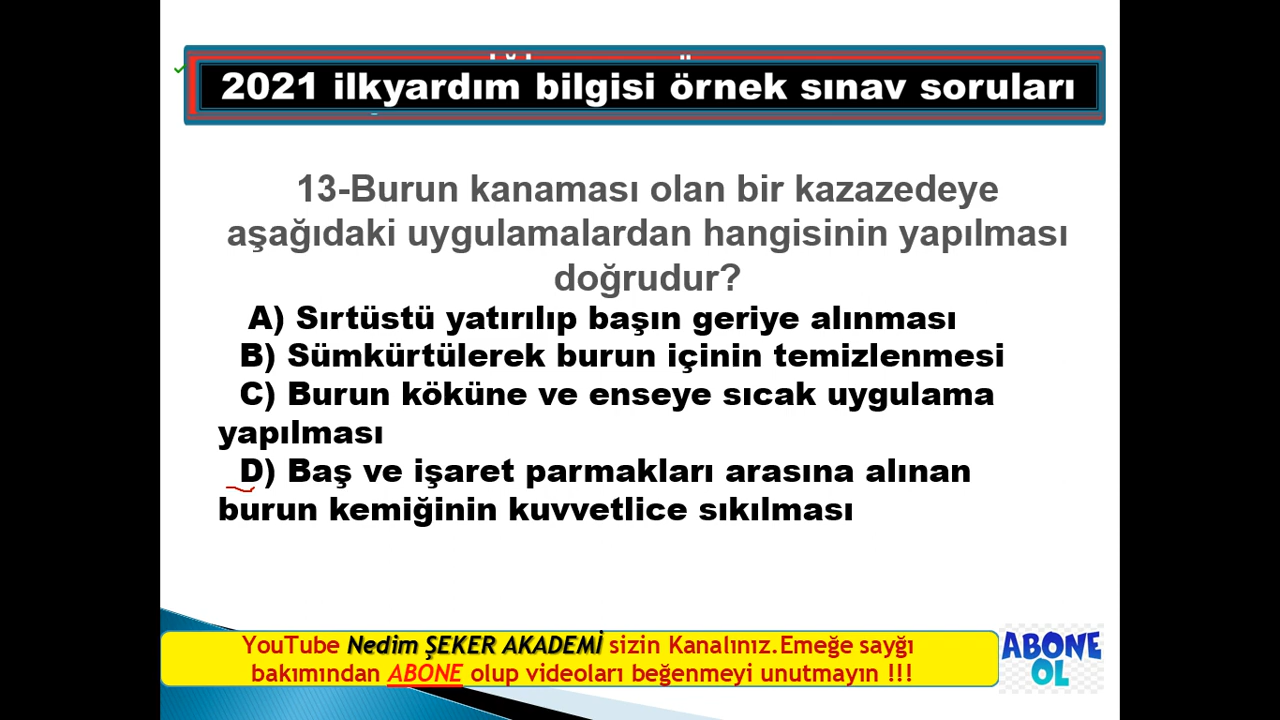 2021 ilkyardım bilgisi örnek sınav soruları
13-Burun kanaması olan bir kazazedeye
aşağıdaki uygulamalardan hangisinin yapılması
doğrudur?
A) Sırtüstü yatırılıp başın geriye alınması
B) Sümkürtülerek burun içinin temizlenmesi
C) Burun köküne ve enseye sıcak uygulama
yapılması
D) Baş ve işaret parmakları arasına alınan
burun kemiğinin kuvvetlice sıkılması
YouTube Nedim ŞEKER AKADEMİ sizin Kanalınız.Emeğe sayğı
bakımından ABONE olup videoları beğenmeyi unutmayın !!!
ABONE
OL